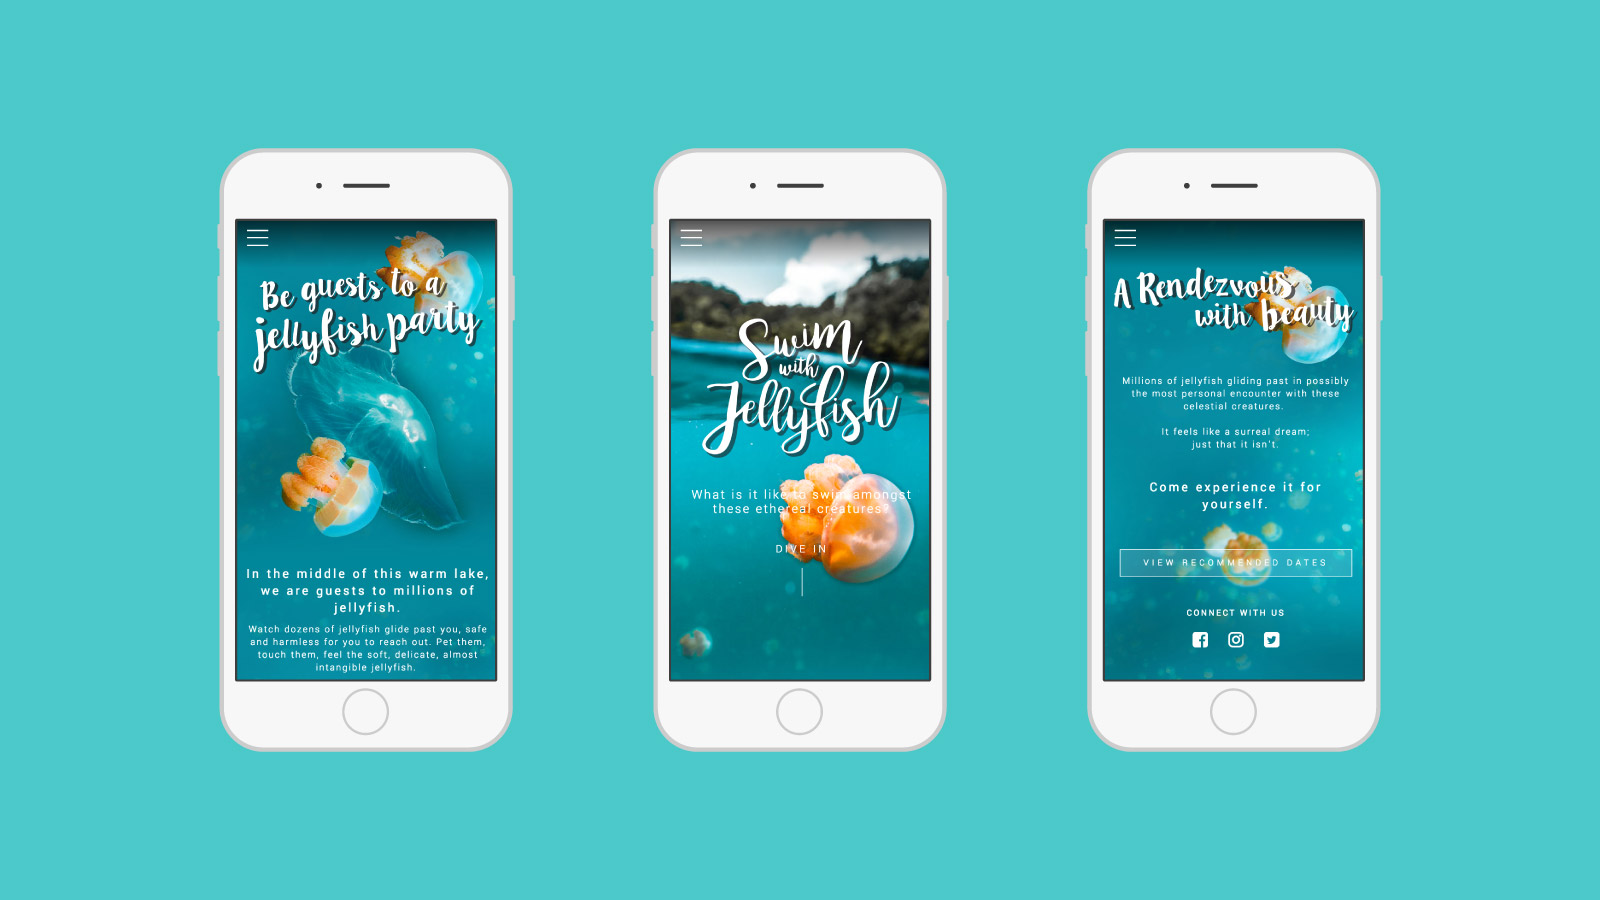 Be guests to a
jellyfish party
In the middle of this warm lake,
we are guests to millions of
jellyfish.
Watch dozens of jellyfish glide past you, safe
and harmless for you to reach out. Pet them,
touch them, feel the soft, delicate, almost
intangible jellyfish.
Swim
with
Jellyfish
What is it like to swim amongst
these ethereal creatures?
DIVE IN
A Rendezvous
with beauty
Millions of jellyfish gliding past in possibly
the most personal encounter with these
celestial creatures.
It feels like a surreal dream;
just that it isn't.
Come experience it for
yourself.
VIEW RECOMMENDED DATES
CONNECT WITH US